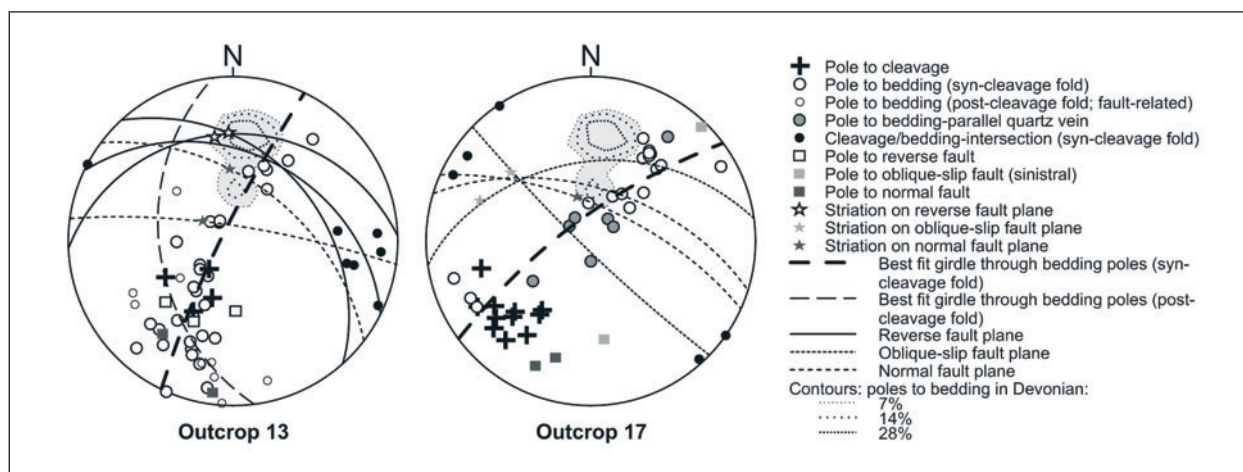 N
N
Outcrop 13
Outcrop 17
Pole to cleavage
Pole to bedding (syn-cleavage fold)
Pole to bedding (post-cleavage fold; fault-related)
Pole to bedding-parallel quartz vein
Cleavage/bedding-intersection (syn-cleavage fold)
Pole to reverse fault
Pole to oblique-slip fault (sinistral)
Pole to normal fault
Striation on reverse fault plane
Striation on oblique-slip fault plane
Striation on normal fault plane
Best fit girdle through bedding poles (syn-
cleavage fold)
Best fit girdle through bedding poles (post-
cleavage fold)
Reverse fault plane
Oblique-slip fault plane
Normal fault plane
Contours: poles to bedding in Devonian:
7%
14%
28%